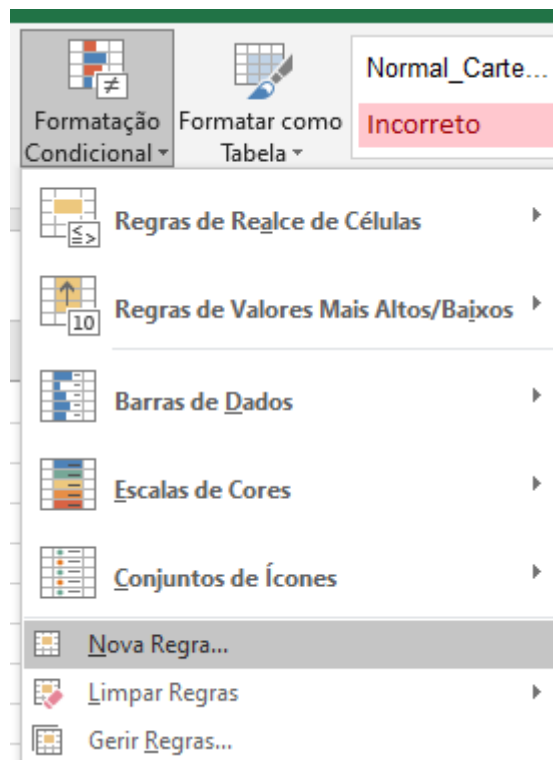 Formatação
Condicional
Formatar como
Tabela
Normal_Carte...
Incorreto
≠
Regras de Realce de Células
≤>
Regras de Valores Mais Altos/Baixos
10
Barras de Dados
Escalas de Cores
Conjuntos de Ícones
Nova Regra...
Limpar Regras
Gerir Regras...